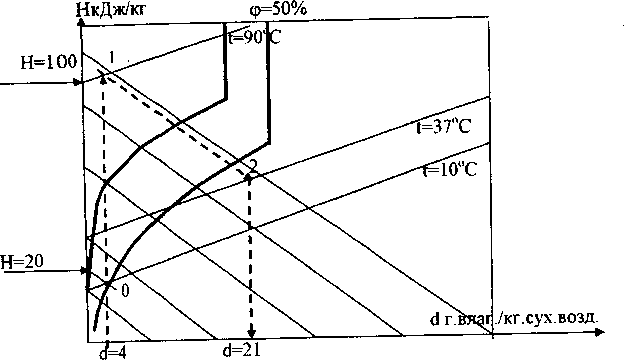 НкДж/кг
φ=50%
t=90°C
H=100
1
t=37°C
2
t=10°C
H=20
0
d г.влаг./кг.сух.возд.
d=4
d=21